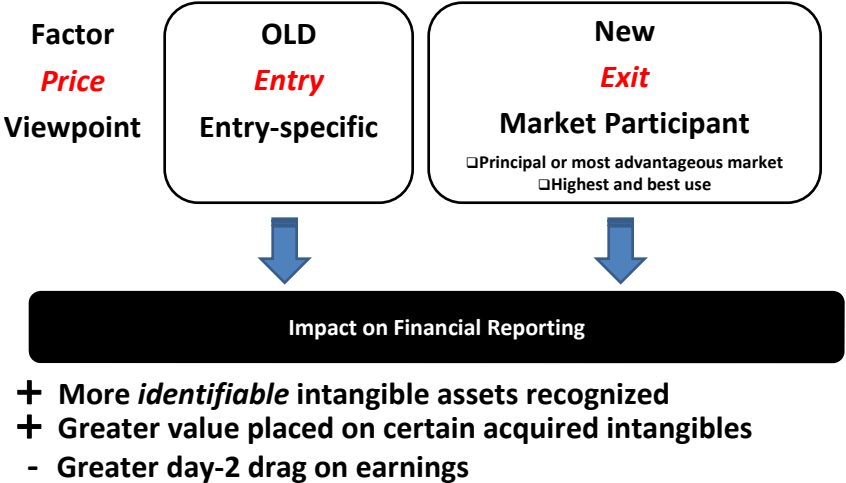 Factor OLD New
Price Entry Exit
Viewpoint Entry-specific Market Participant
❑Principal or most advantageous market
❑Highest and best use
Impact on Financial Reporting
+ More identifiable intangible assets recognized
+ Greater value placed on certain acquired intangibles
- Greater day-2 drag on earnings